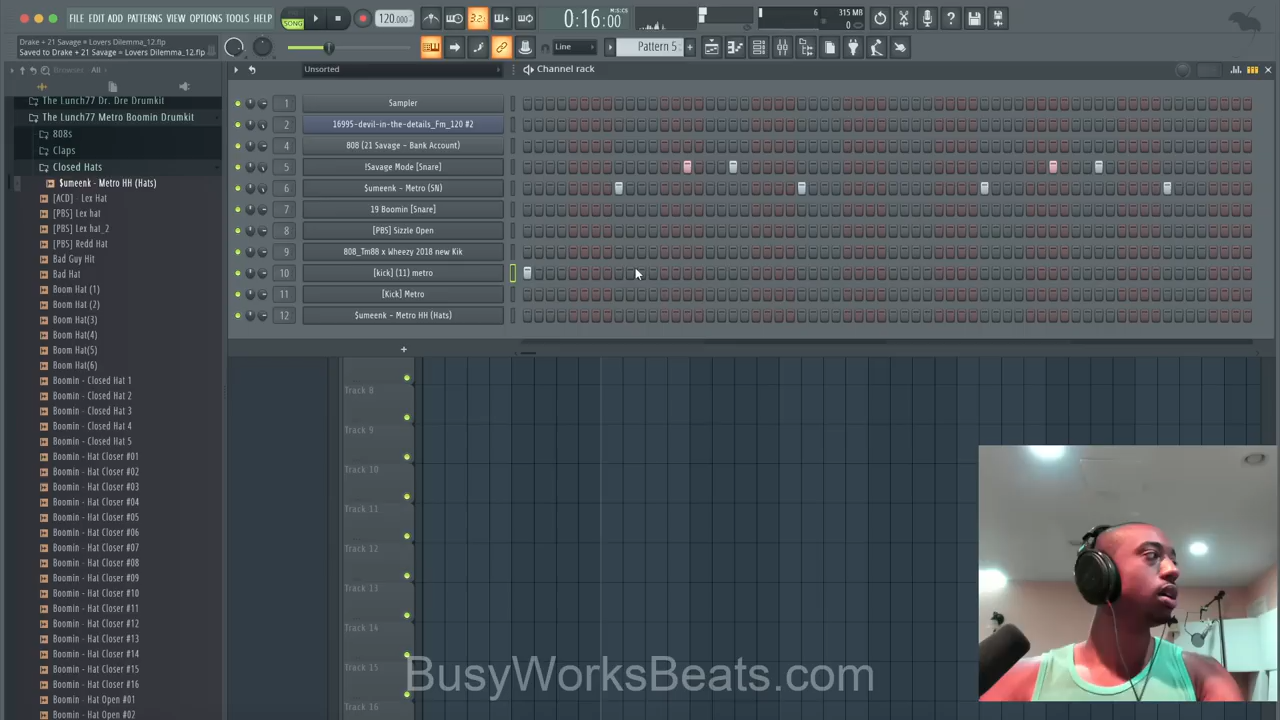 FILE EDIT ADD PATTERNS VIEW OPTIONS TOOLS HELP
SONG
120.000
32:
0:16:00
M:S:CS
6
315 MB
0
Drake + 21 Savage = Lovers Dilemma_12.flp
Saved to Drake + 21 Savage = Lovers Dilemma_12.flp
Line
Pattern 5
Browser
All
Unsorted
Channel rack
The Lunch77 Dr. Dre Drumkit
The Lunch77 Metro Boomin Drumkit
808s
Claps
Closed Hats
$umeenk - Metro HH (Hats)
[ACD] Lex Hat
[PBS] Lex hat
[PBS] Lex hat_2
[PBS] Redd Hat
Bad Guy Hit
Bad Hat
Boom Hat (1)
Boom Hat (2)
Boom Hat(3)
Boom Hat(4)
Boom Hat(5)
Boom Hat(6)
Boomin - Closed Hat 1
Boomin - Closed Hat 2
Boomin - Closed Hat 3
Boomin - Closed Hat 4
Boomin - Closed Hat 5
Boomin - Hat Closer #01
Boomin - Hat Closer #02
Boomin - Hat Closer #03
Boomin - Hat Closer #04
Boomin - Hat Closer #05
Boomin - Hat Closer #06
Boomin - Hat Closer #07
Boomin - Hat Closer #08
Boomin - Hat Closer #09
Boomin - Hat Closer #10
Boomin - Hat Closer #11
Boomin - Hat Closer #12
Boomin - Hat Closer #13
Boomin - Hat Closer #14
Boomin - Hat Closer #15
Boomin - Hat Closer #16
Boomin - Hat Open #01
Boomin - Hat Open #02
1 Sampler
2 16995-devil-in-the-details_Fm_120 #2
4 808 (21 Savage - Bank Account)
5 !Savage Mode [Snare]
6 $umeenk - Metro (SN)
7 19 Boomin [Snare]
8 [PBS] Sizzle Open
9 808_Tm88 x Wheezy 2018 new Kik
10 [kick] (11) metro
11 [Kick] Metro
12 $umeenk - Metro HH (Hats)
+
Track 8
Track 9
Track 10
Track 11
Track 12
Track 13
Track 14
Track 15
Track 16
BusyWorksBeats.com